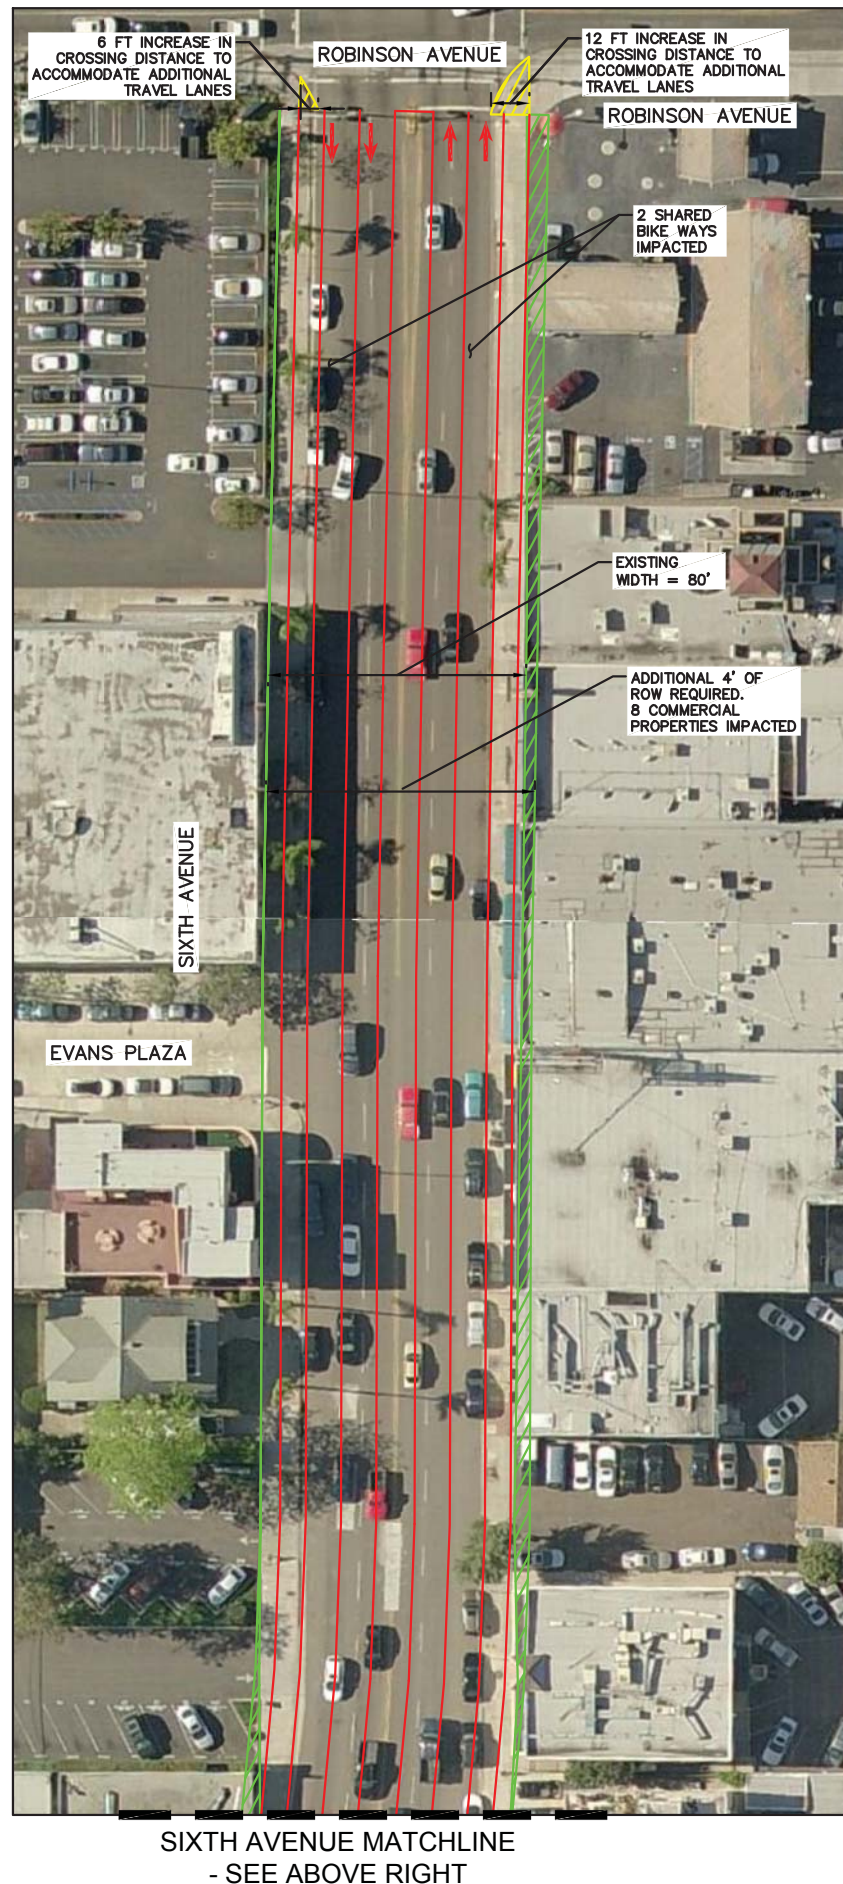 6 FT INCREASE IN
CROSSING DISTANCE TO
ACCOMMODATE ADDITIONAL
TRAVEL LANES
ROBINSON AVENUE
12 FT INCREASE IN
CROSSING DISTANCE TO
ACCOMMODATE ADDITIONAL
TRAVEL LANES
ROBINSON AVENUE
2 SHARED
BIKE WAYS
IMPACTED
EXISTING
WIDTH = 80'
ADDITIONAL 4' OF
ROW REQUIRED.
8 COMMERCIAL
PROPERTIES IMPACTED
SIXTH AVENUE
EVANS PLAZA
SIXTH AVENUE MATCHLINE
- SEE ABOVE RIGHT